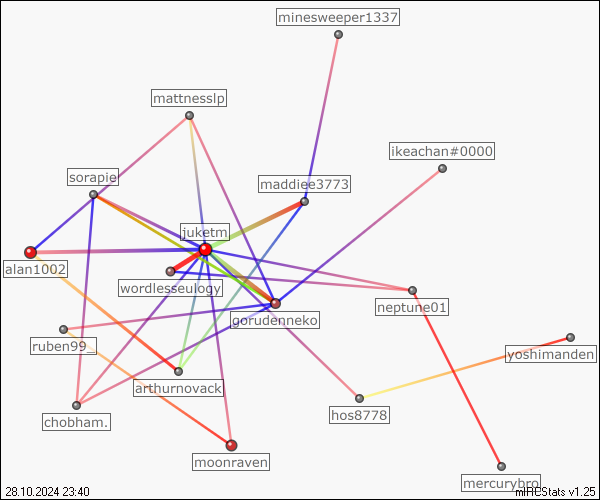 minesweeper1337
mattnesslp
ikeachan#0000
sorapie
maddiee3773
juketm
alan1002
wordlesseulogy
neptune01
gorudenneko
ruben99_
yoshimanden
arthurnovack
hos8778
chobham.
moonraven
mercurybro
28.10.2024 23:40
mIRCStats v1.25